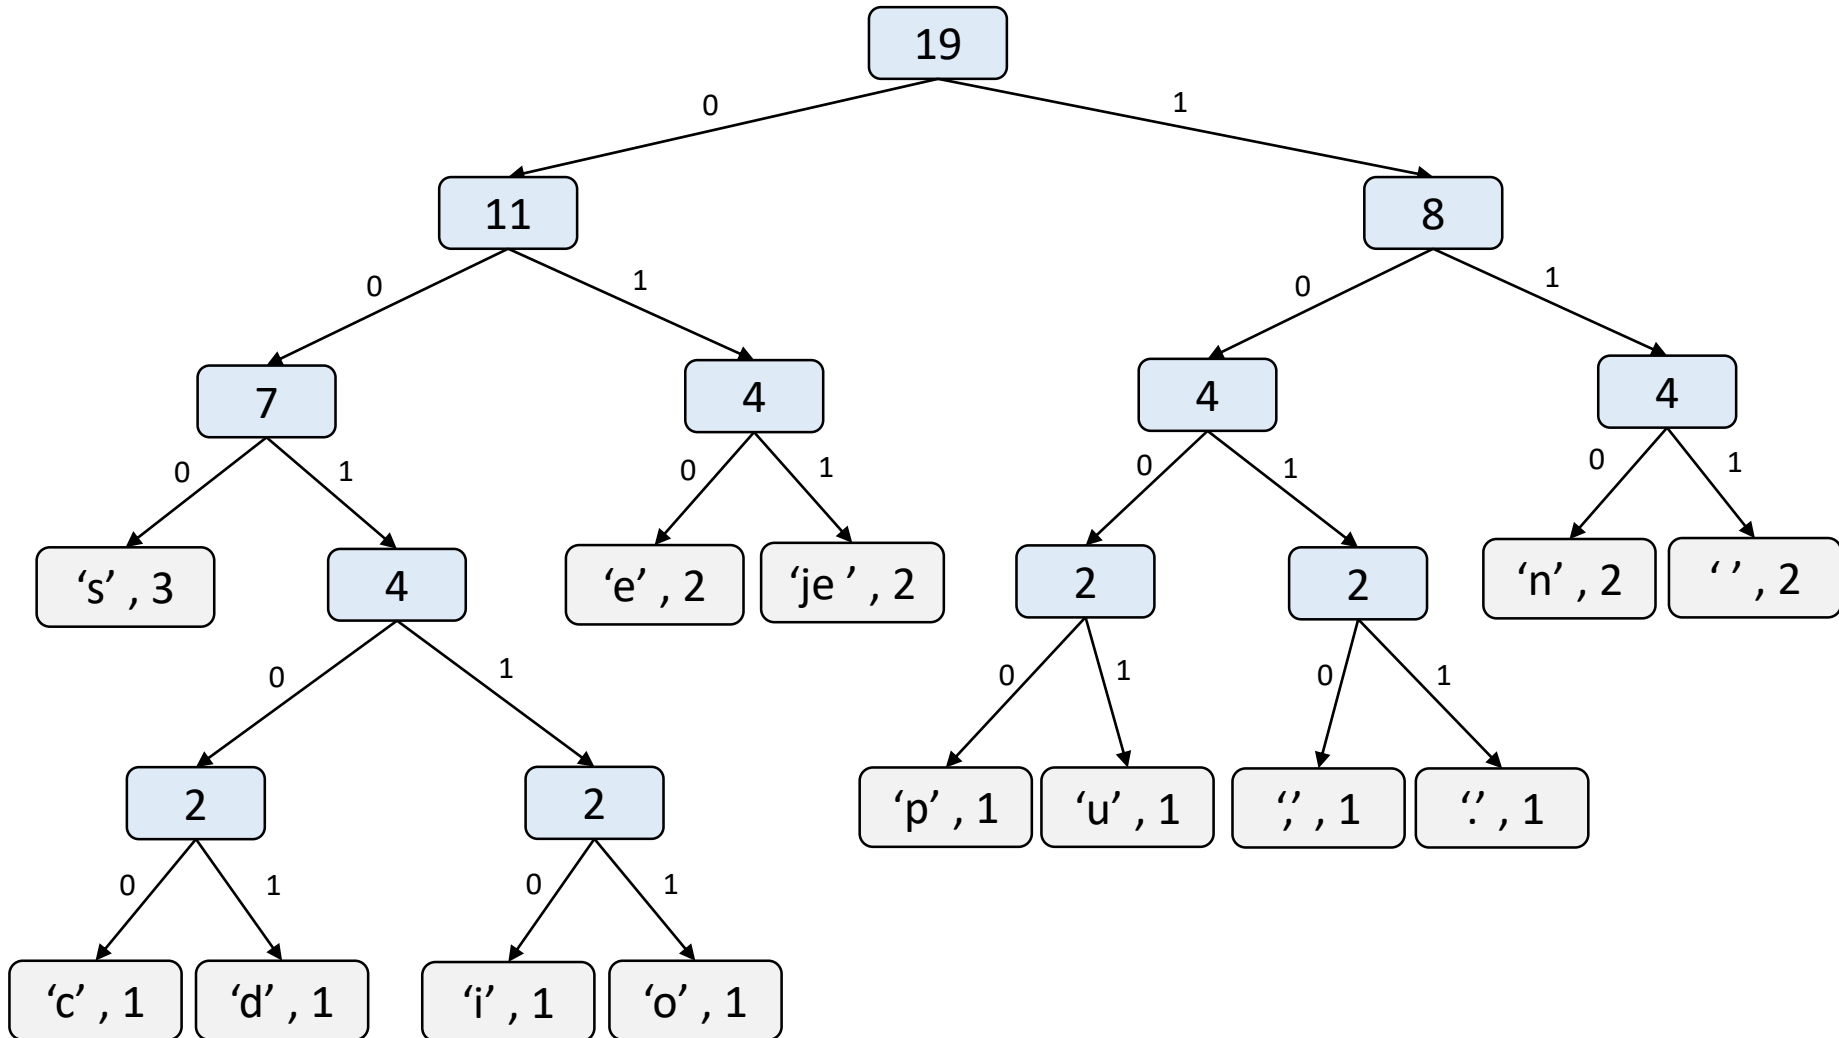 19
0 1
11 8
0 1 0 1
7 4 4 4
0 1 0 1 0 1 0 1
‘s’ , 3 4 ‘e’ , 2 ‘je ’ , 2 2 2 ‘n’ , 2 ‘ ’ , 2
0 1 0 1 0 1
2 2 ‘p’ , 1 ‘u’ , 1 ‘,’ , 1 ‘.’ , 1
0 1 0 1
‘c’ , 1 ‘d’ , 1 ‘i’ , 1 ‘o’ , 1